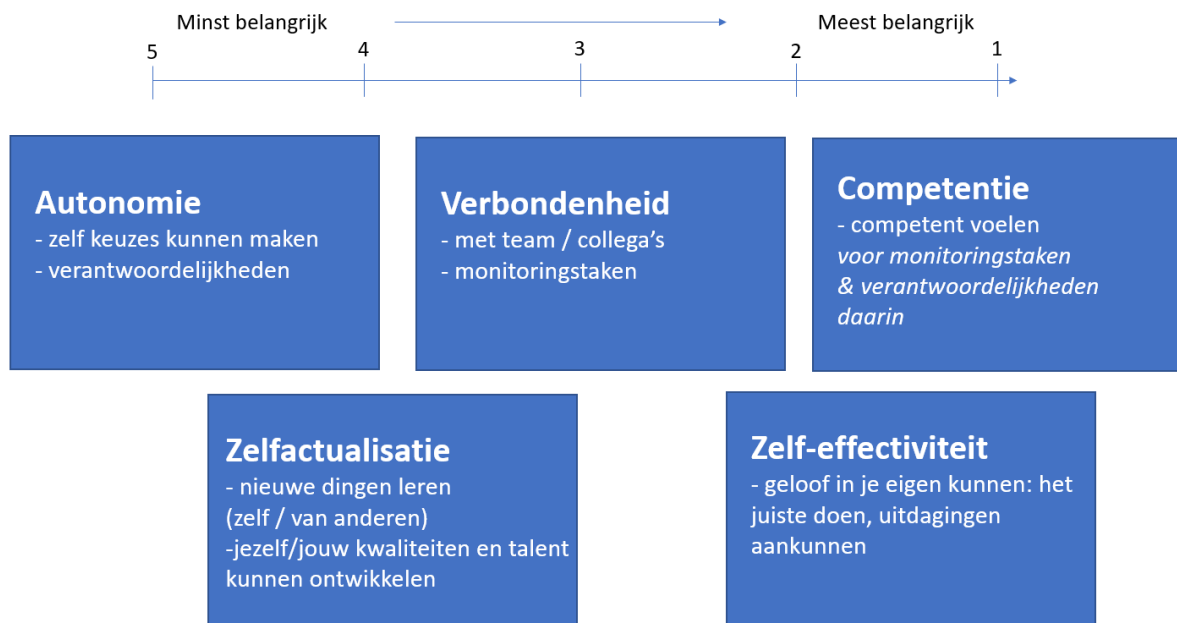 Minst belangrijk
Meest belangrijk
5
4
3
2
1
Autonomie
- zelf keuzes kunnen maken
- verantwoordelijkheden
Verbondenheid
- met team / collega's
- monitoringstaken
Competentie
- competent voelen
voor monitoringstaken
& verantwoordelijkheden
daarin
Zelfactualisatie
- nieuwe dingen leren
(zelf / van anderen)
-jezelf/jouw kwaliteiten en talent
kunnen ontwikkelen
Zelf-effectiviteit
- geloof in je eigen kunnen: het
juiste doen, uitdagingen
aankunnen